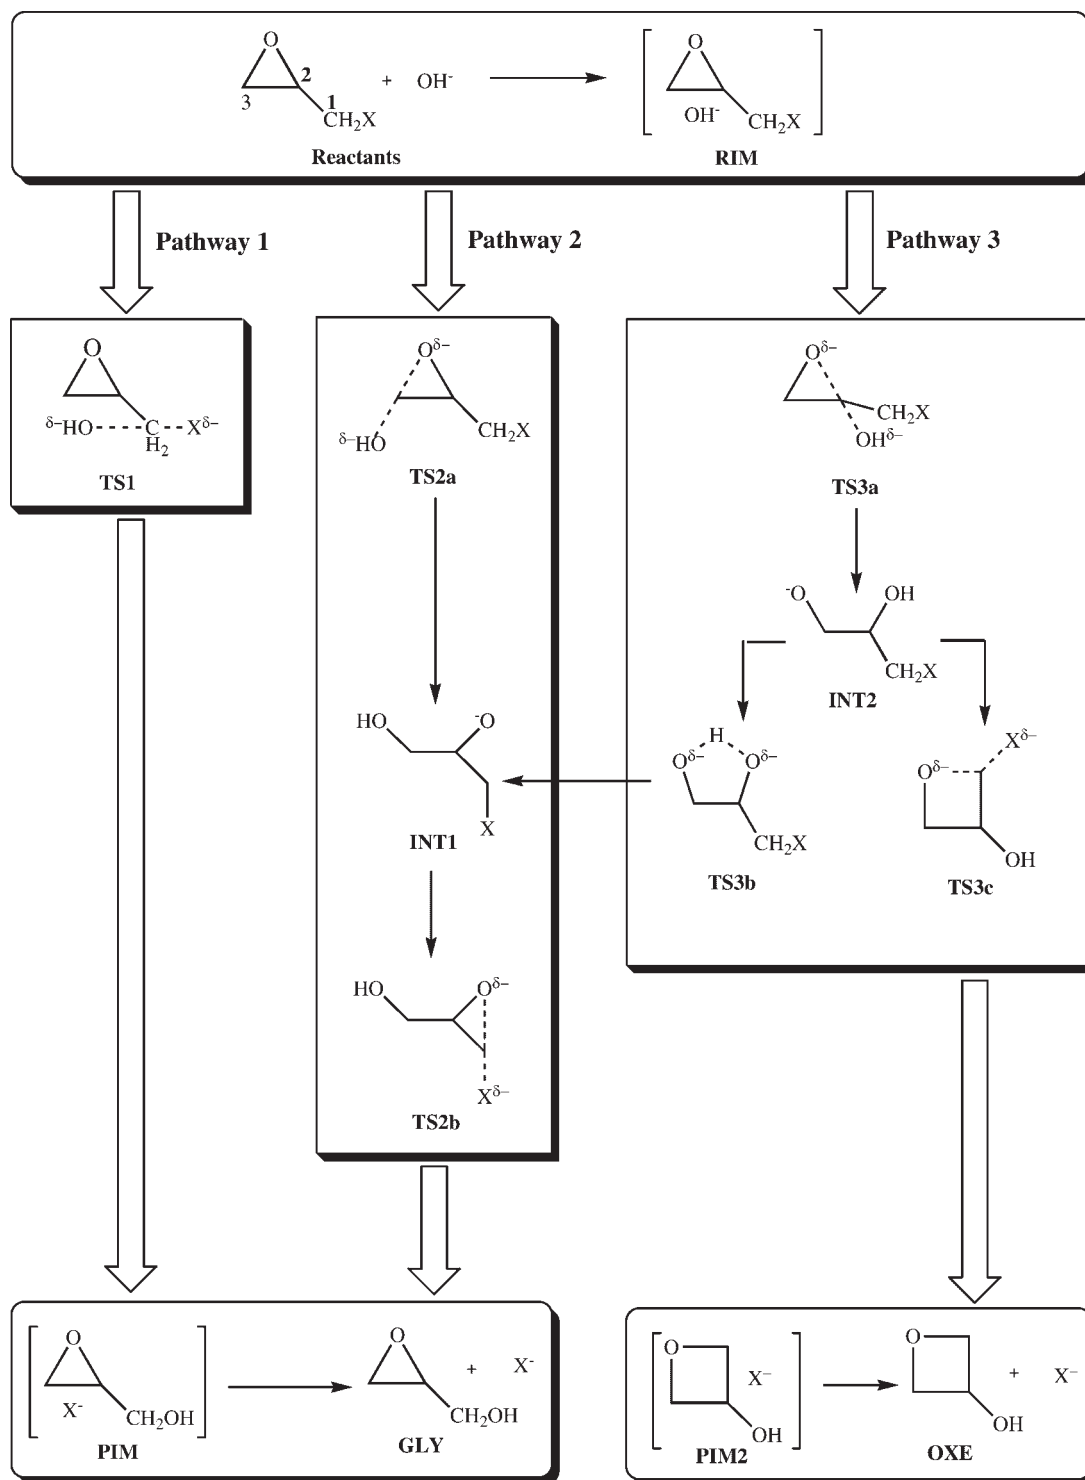 O
2
3
1
CH₂X
+ OH⁻
Reactants
O
OH⁻
CH₂X
RIM
Pathway 1
Pathway 2
Pathway 3
O
δ−HO
C
H₂
Xδ−
TS1
Oδ−
δ−HO
CH₂X
TS2a
Oδ−
CH₂X
OHδ−
TS3a
⁻O
OH
CH₂X
INT2
HO
⁻O
X
INT1
H
Oδ−
Oδ−
CH₂X
TS3b
Xδ−
Oδ−
OH
TS3c
HO
Oδ−
Xδ−
TS2b
O
X⁻
CH₂OH
PIM
O
+ X⁻
CH₂OH
GLY
O
X⁻
OH
PIM2
O
+ X⁻
OH
OXE